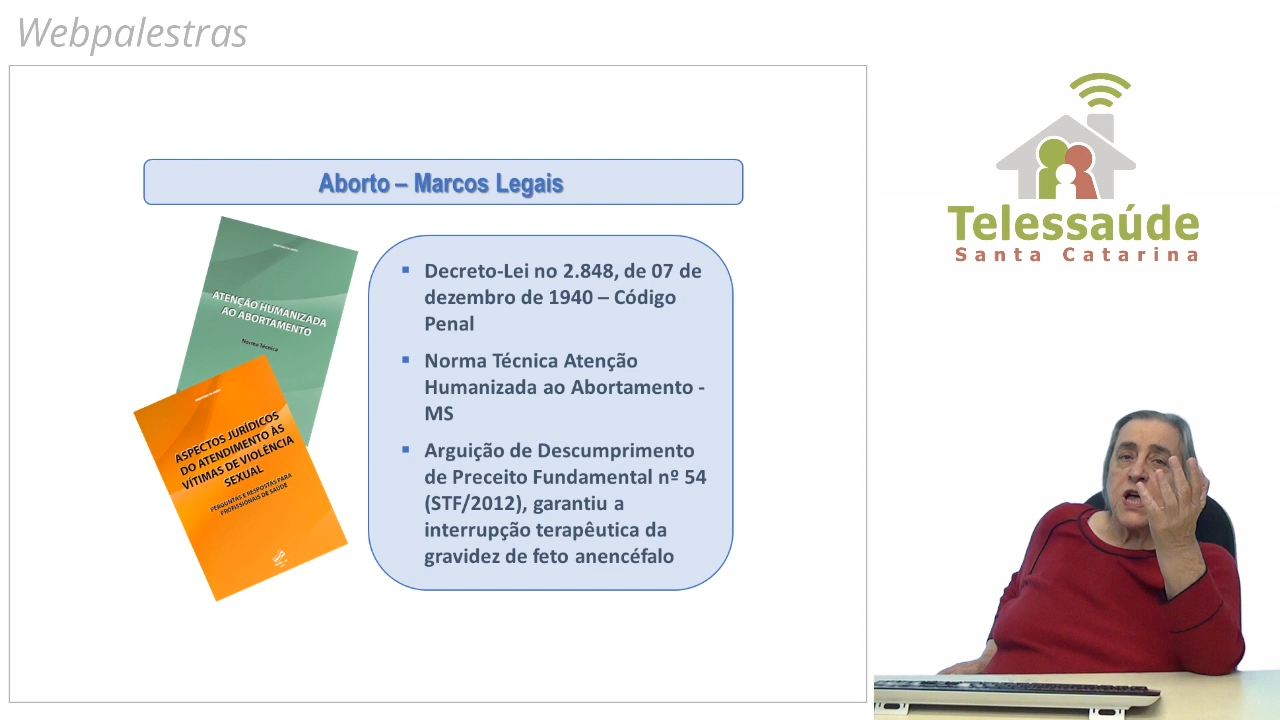 Webpalestras
Aborto – Marcos Legais
ATENÇÃO HUMANIZADA
AO ABORTAMENTO
Norma Técnica
ASPECTOS JURÍDICOS
DO ATENDIMENTO ÀS
VÍTIMAS DE VIOLÊNCIA
SEXUAL
PERGUNTAS E RESPOSTAS PARA
PROFISSIONAIS DE SAÚDE
Decreto-Lei no 2.848, de 07 de
dezembro de 1940 – Código
Penal
Norma Técnica Atenção
Humanizada ao Abortamento -
MS
Arguição de Descumprimento
de Preceito Fundamental nº 54
(STF/2012), garantiu a
interrupção terapêutica da
gravidez de feto anencéfalo
Telessaúde
Santa Catarina